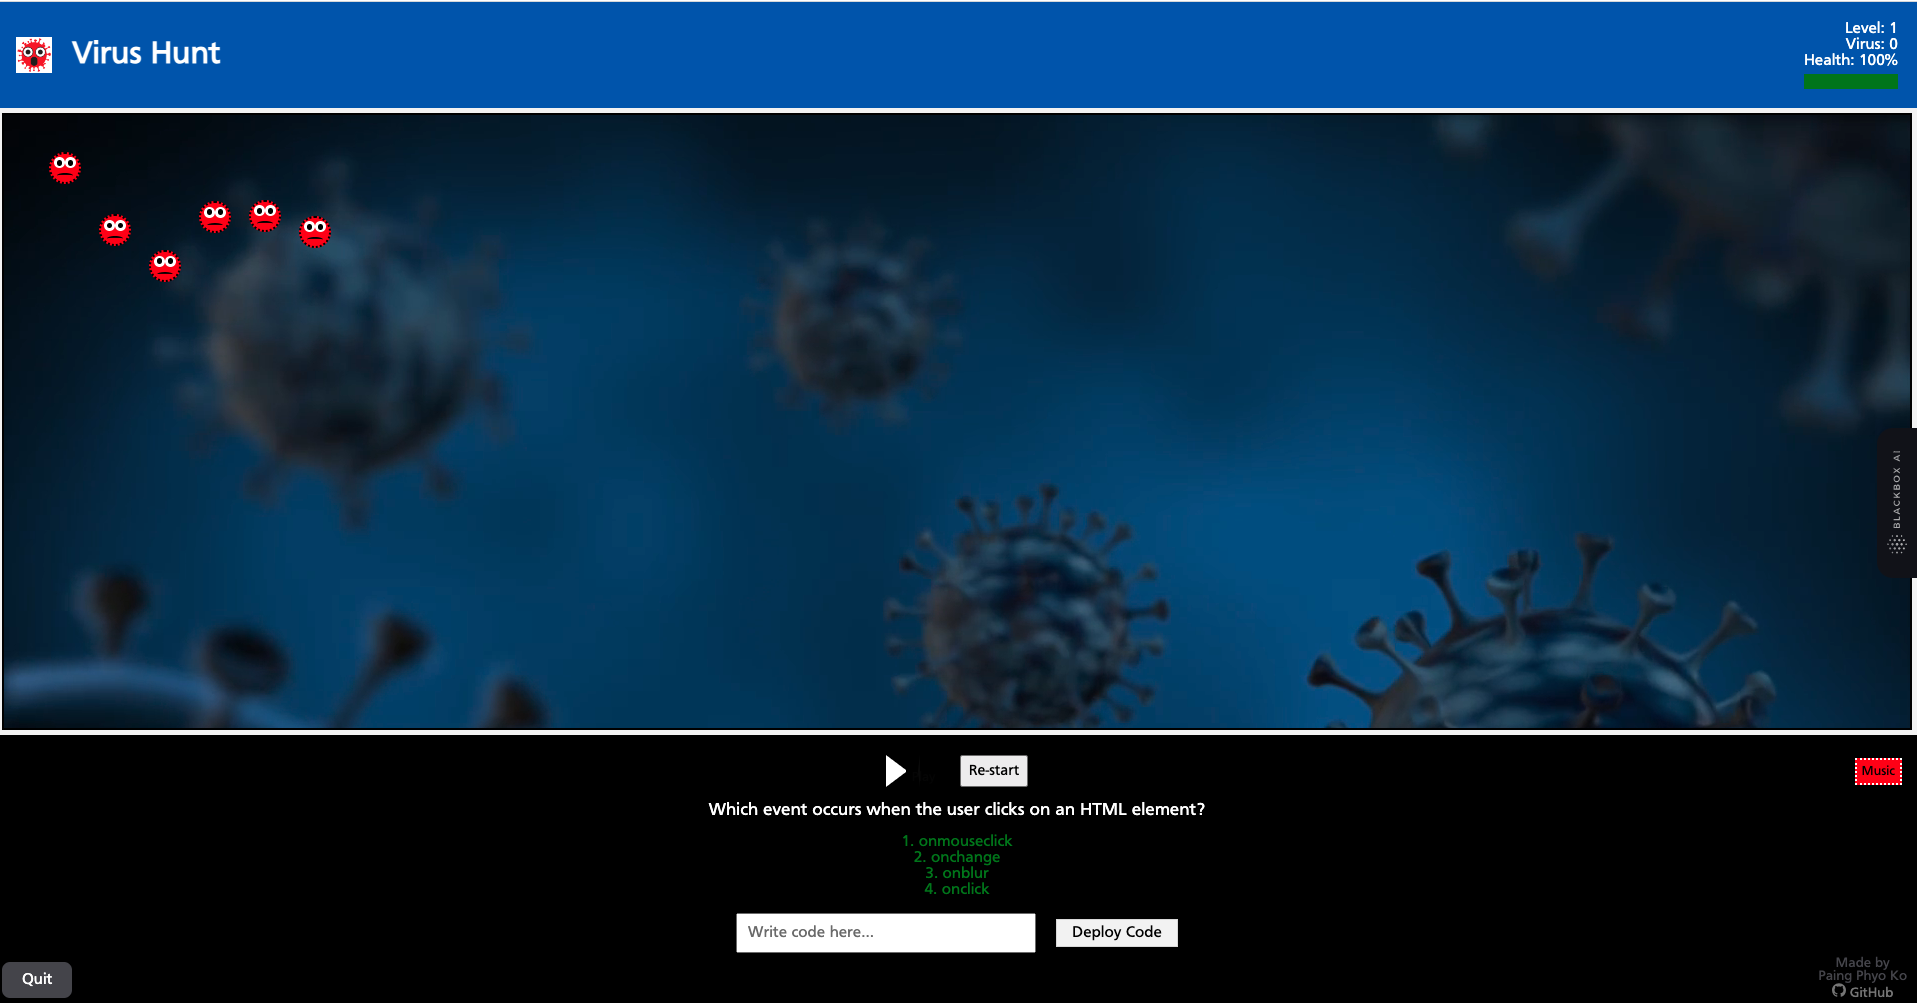 Virus Hunt
Level: 1
Virus: 0
Health: 100%
BLACKBOX AI
Re-start
Music
Which event occurs when the user clicks on an HTML element?
1. onmouseclick
2. onchange
3. onblur
4. onclick
Write code here...
Deploy Code
Quit
Made by
Paing Phyo Ko
GitHub